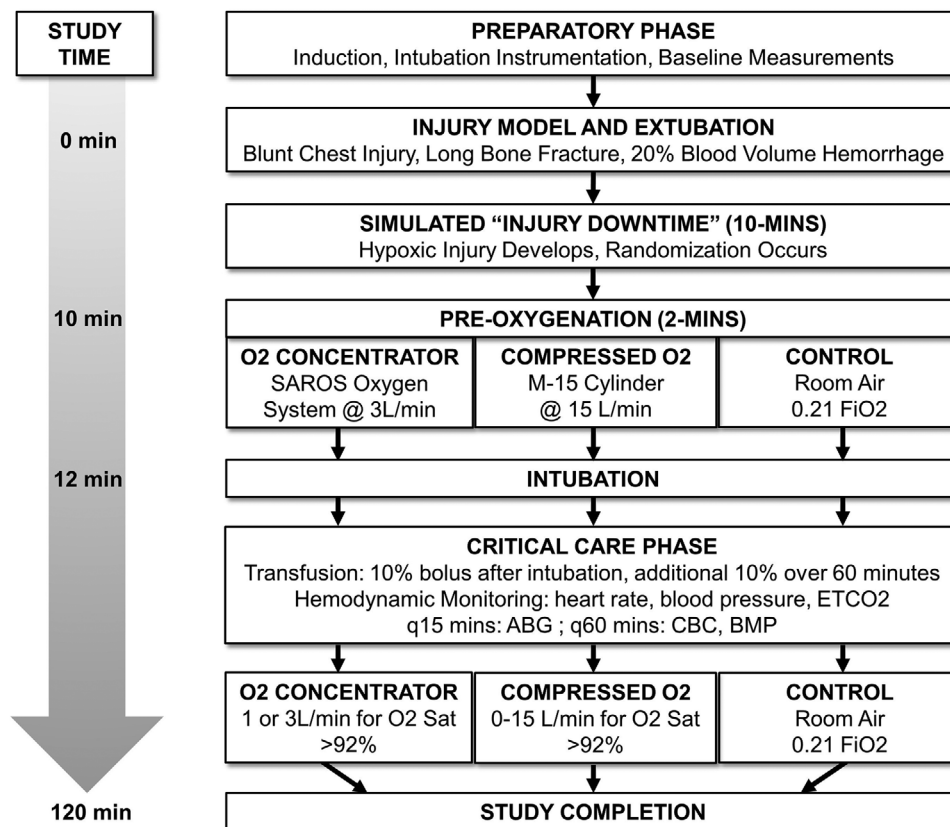 STUDY
TIME
PREPARATORY PHASE
Induction, Intubation Instrumentation, Baseline Measurements
0 min
INJURY MODEL AND EXTUBATION
Blunt Chest Injury, Long Bone Fracture, 20% Blood Volume Hemorrhage
SIMULATED “INJURY DOWNTIME” (10-MINS)
Hypoxic Injury Develops, Randomization Occurs
10 min
PRE-OXYGENATION (2-MINS)
O2 CONCENTRATOR
SAROS Oxygen
System @ 3L/min
COMPRESSED O2
M-15 Cylinder
@ 15 L/min
CONTROL
Room Air
0.21 FiO2
12 min
INTUBATION
CRITICAL CARE PHASE
Transfusion: 10% bolus after intubation, additional 10% over 60 minutes
Hemodynamic Monitoring: heart rate, blood pressure, ETCO2
q15 mins: ABG ; q60 mins: CBC, BMP
O2 CONCENTRATOR
1 or 3L/min for O2 Sat
>92%
COMPRESSED O2
0-15 L/min for O2 Sat
>92%
CONTROL
Room Air
0.21 FiO2
120 min
STUDY COMPLETION